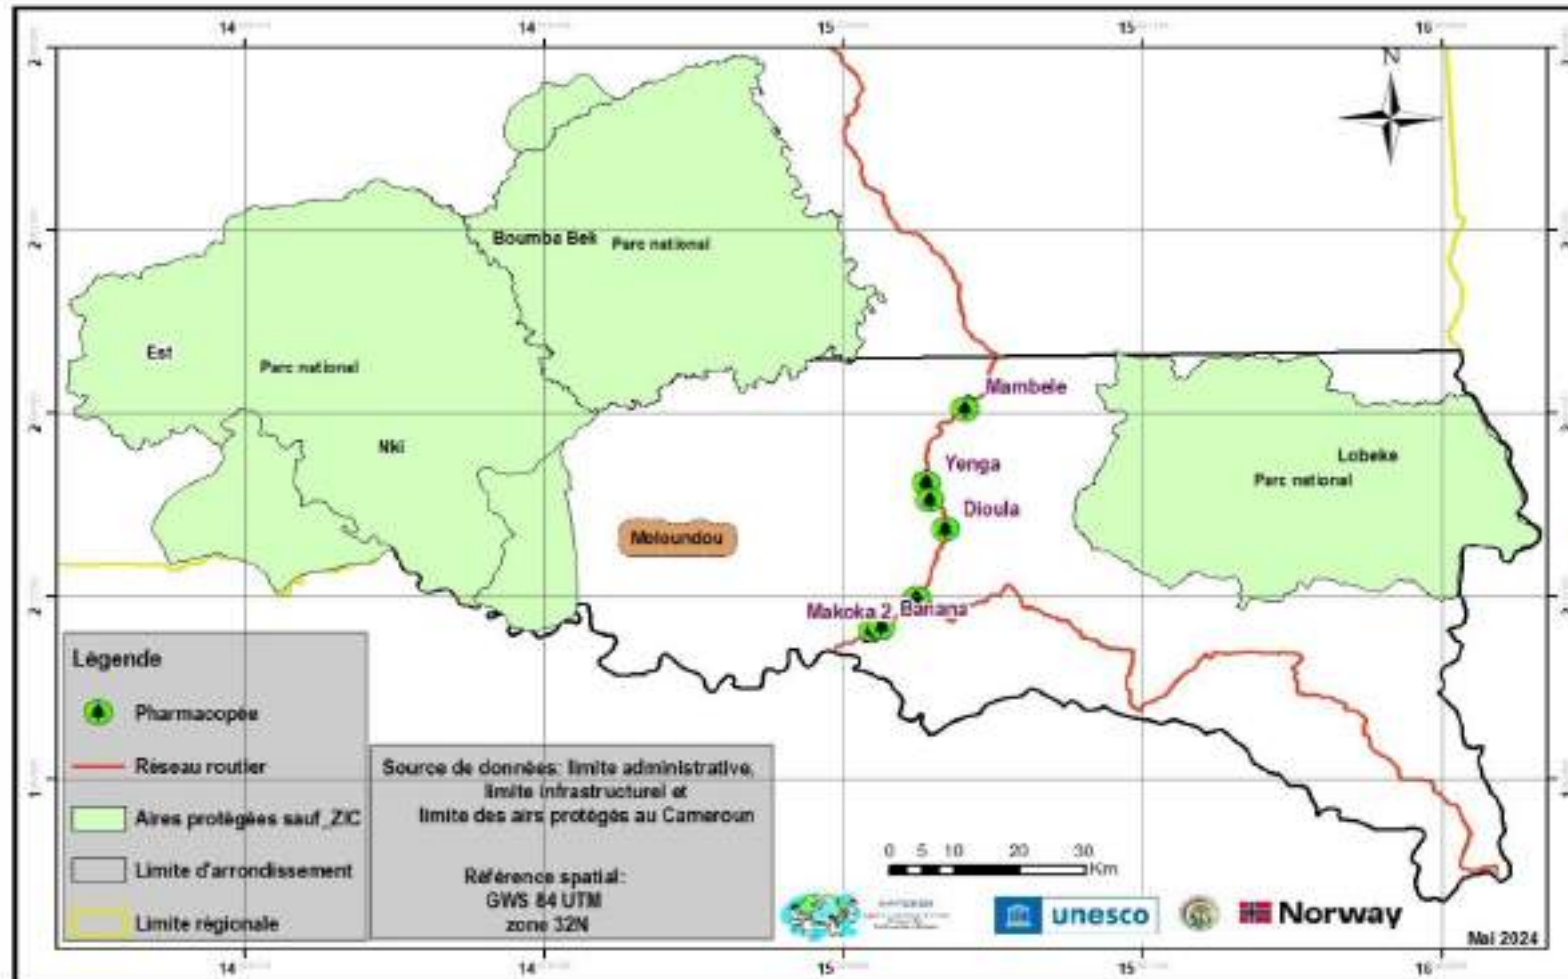 14 14 15 15 16
N
Boumba Bek Parc national
Est
Parc national
Mambele
Nki
Yenga
Lobeke
Parc national
Dioula
Moloundou
Makoka 2 Banana
Légende
Pharmacopée
Réseau routier
Aires protégées sauf_ZIC
Limite d'arrondissement
Limite régionale
Source de données: limite administrative,
limite infrastructurel et
limite des airs protégés au Cameroun
Référence spatial:
GWS 84 UTM
zone 32N
0 5 10 20 30
Km
unesco
Norway
Mai 2024
14 14 15 15 16